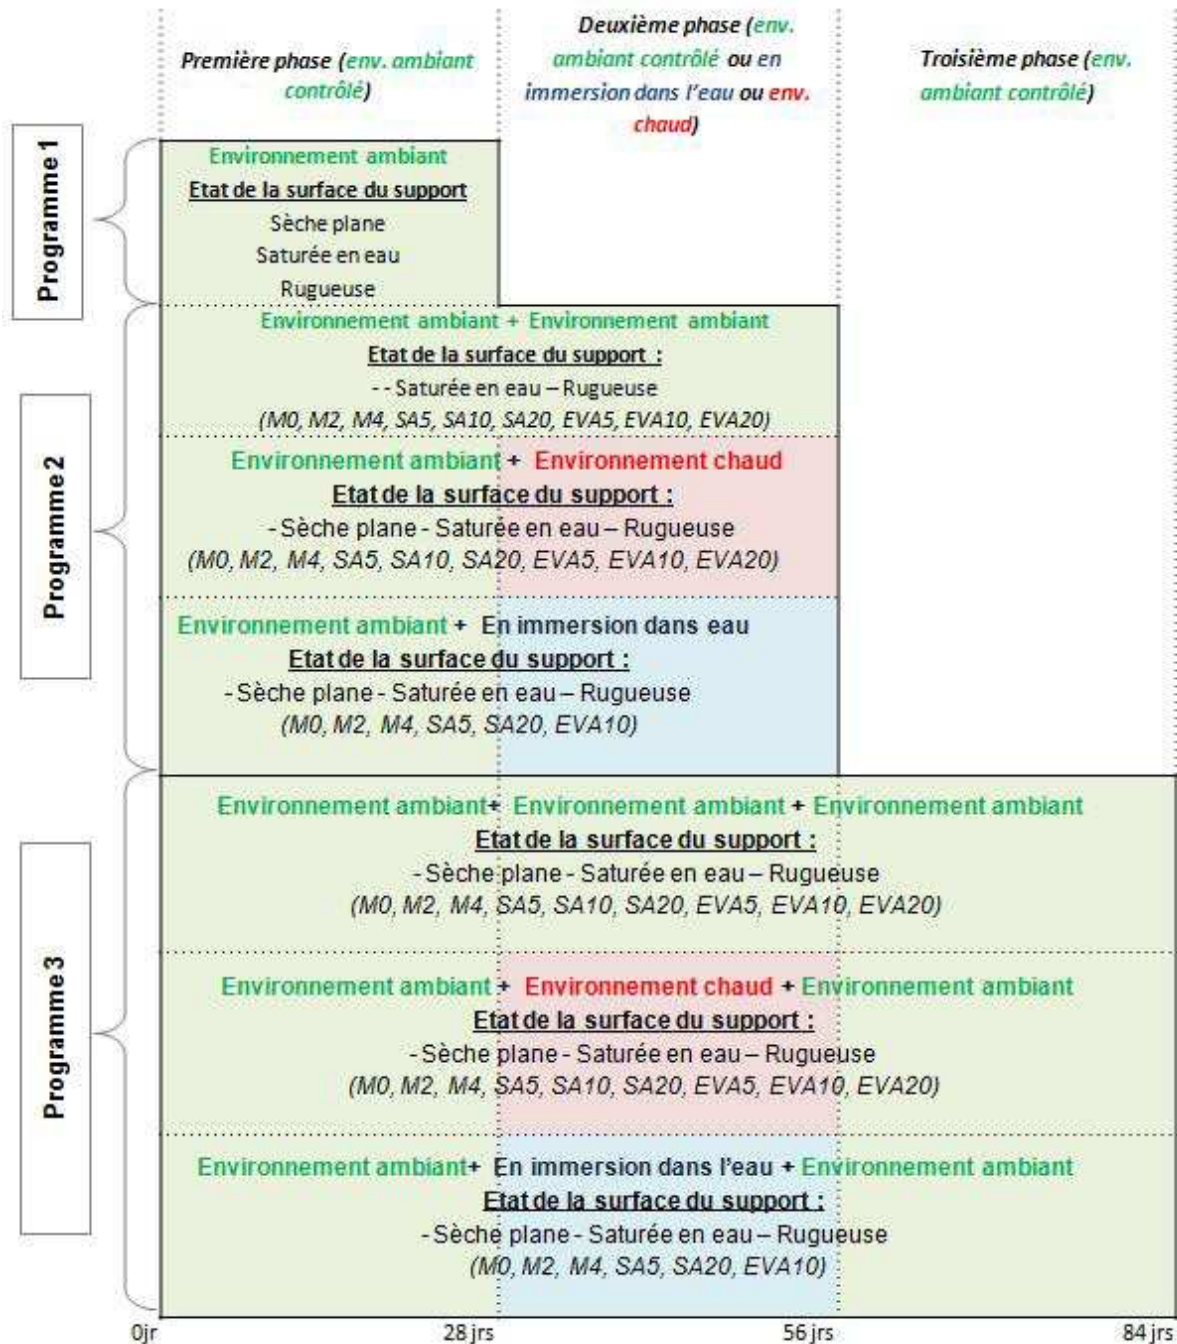 Première phase (env. ambiant
contrôlé)
Deuxième phase (env.
ambiant contrôlé ou en
immersion dans l'eau ou env.
chaud)
Troisième phase (env.
ambiant contrôlé)
Programme 1
Environnement ambiant
Etat de la surface du support
Sèche plane
Saturée en eau
Rugueuse
Programme 2
Environnement ambiant + Environnement ambiant
Etat de la surface du support :
- - Saturée en eau – Rugueuse
(M0, M2, M4, SA5, SA10, SA20, EVA5, EVA10, EVA20)
Environnement ambiant + Environnement chaud
Etat de la surface du support :
- Sèche plane - Saturée en eau – Rugueuse
(M0, M2, M4, SA5, SA10, SA20, EVA5, EVA10, EVA20)
Environnement ambiant + En immersion dans eau
Etat de la surface du support :
- Sèche plane - Saturée en eau – Rugueuse
(M0, M2, M4, SA5, SA20, EVA10)
Programme 3
Environnement ambiant+ Environnement ambiant + Environnement ambiant
Etat de la surface du support :
- Sèche plane - Saturée en eau – Rugueuse
(M0, M2, M4, SA5, SA10, SA20, EVA5, EVA10, EVA20)
Environnement ambiant + Environnement chaud + Environnement ambiant
Etat de la surface du support :
- Sèche plane - Saturée en eau – Rugueuse
(M0, M2, M4, SA5, SA10, SA20, EVA5, EVA10, EVA20)
Environnement ambiant+ En immersion dans l'eau + Environnement ambiant
Etat de la surface du support :
- Sèche plane - Saturée en eau – Rugueuse
(M0, M2, M4, SA5, SA20, EVA10)
0jr 28 jrs 56 jrs 84 jrs